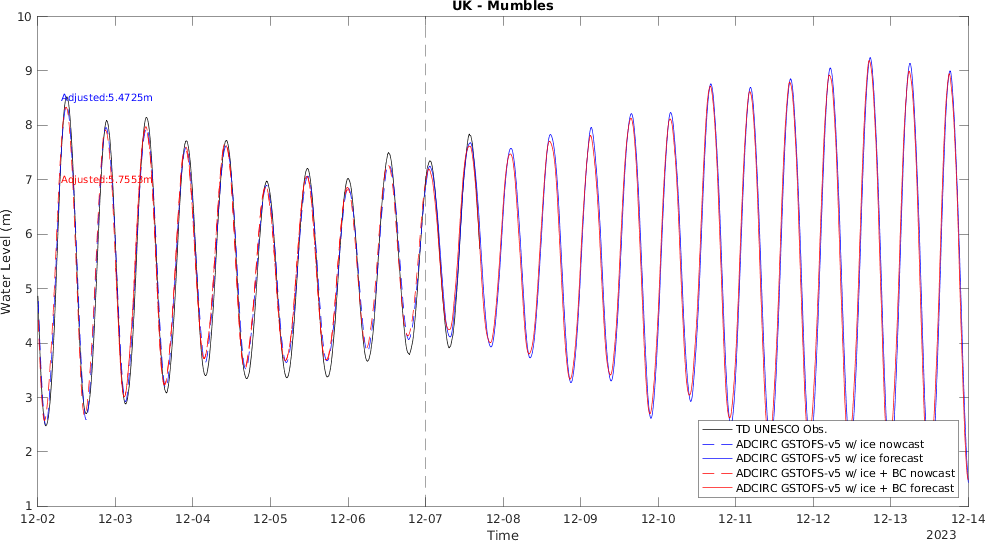 UK - Mumbles
10
9
8
7
6
5
4
3
2
1
Water Level (m)
Adjusted:5.4725m
Adjusted:5.7553m
TD UNESCO Obs.
ADCIRC GSTOFS-v5 w/ ice nowcast
ADCIRC GSTOFS-v5 w/ ice forecast
ADCIRC GSTOFS-v5 w/ ice + BC nowcast
ADCIRC GSTOFS-v5 w/ ice + BC forecast
12-02 12-03 12-04 12-05 12-06 12-07 12-08 12-09 12-10 12-11 12-12 12-13 12-14
Time
2023